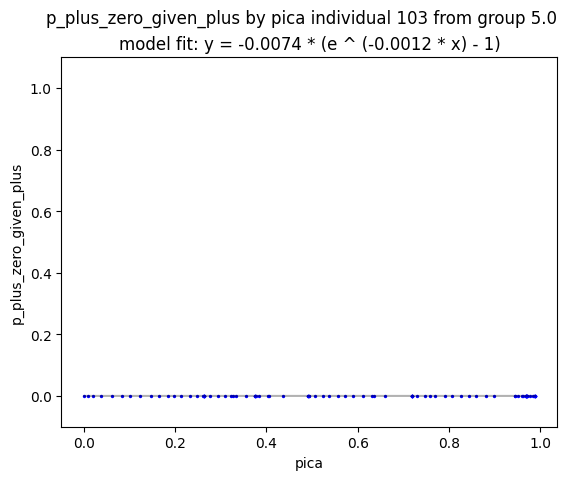 p_plus_zero_given_plus by pica individual 103 from group 5.0
model fit: y = -0.0074 * (e ^ (-0.0012 * x) - 1)
1.0
0.8
0.6
0.4
0.2
0.0
p_plus_zero_given_plus
0.0 0.2 0.4 0.6 0.8 1.0
pica